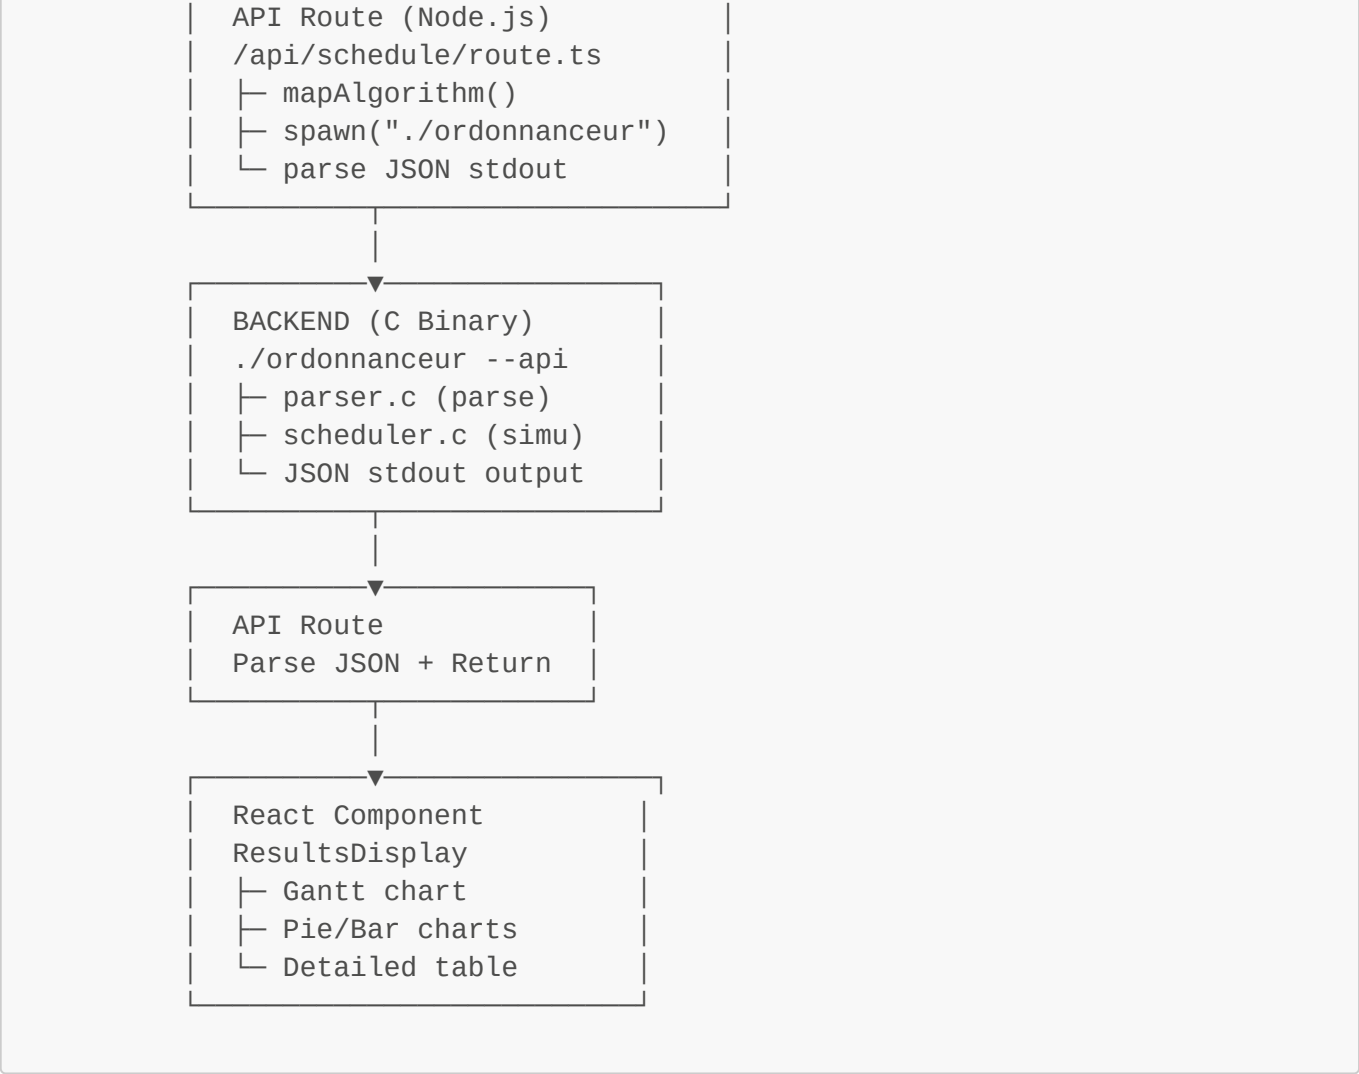 API Route (Node.js)
/api/schedule/route.ts
├─ mapAlgorithm()
├─ spawn("./ordonnanceur")
└─ parse JSON stdout
BACKEND (C Binary)
./ordonnanceur --api
├─ parser.c (parse)
├─ scheduler.c (simu)
└─ JSON stdout output
API Route
Parse JSON + Return
React Component
ResultsDisplay
├─ Gantt chart
├─ Pie/Bar charts
└─ Detailed table